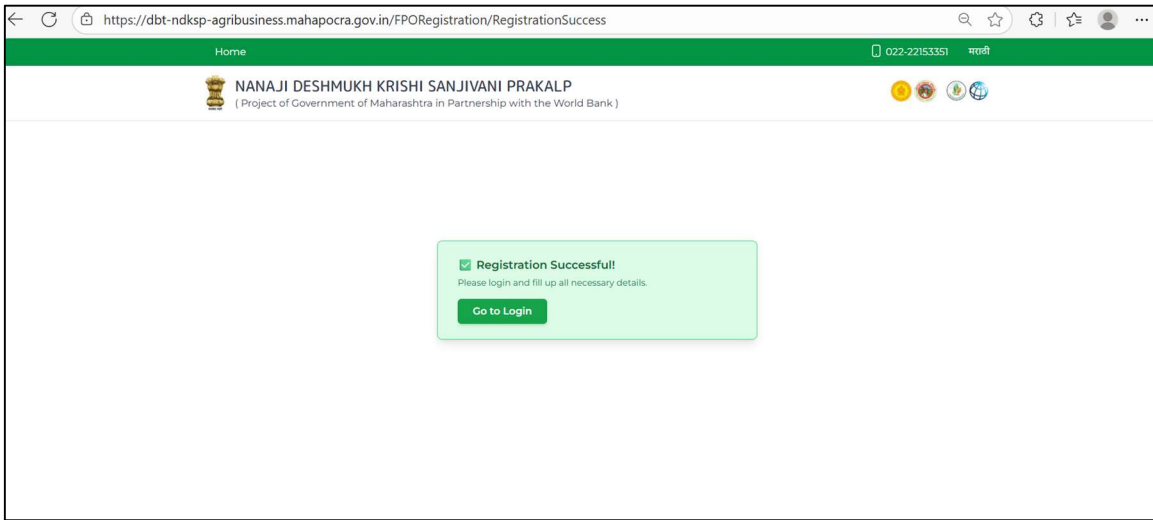 https://dbt-ndksp-agribusiness.mahapocra.gov.in/FPORegistration/RegistrationSuccess
Home 022-22153351 मराठी
NANAJI DESHMUKH KRISHI SANJIVANI PRAKALP
( Project of Government of Maharashtra in Partnership with the World Bank )
Registration Successful!
Please login and fill up all necessary details.
Go to Login